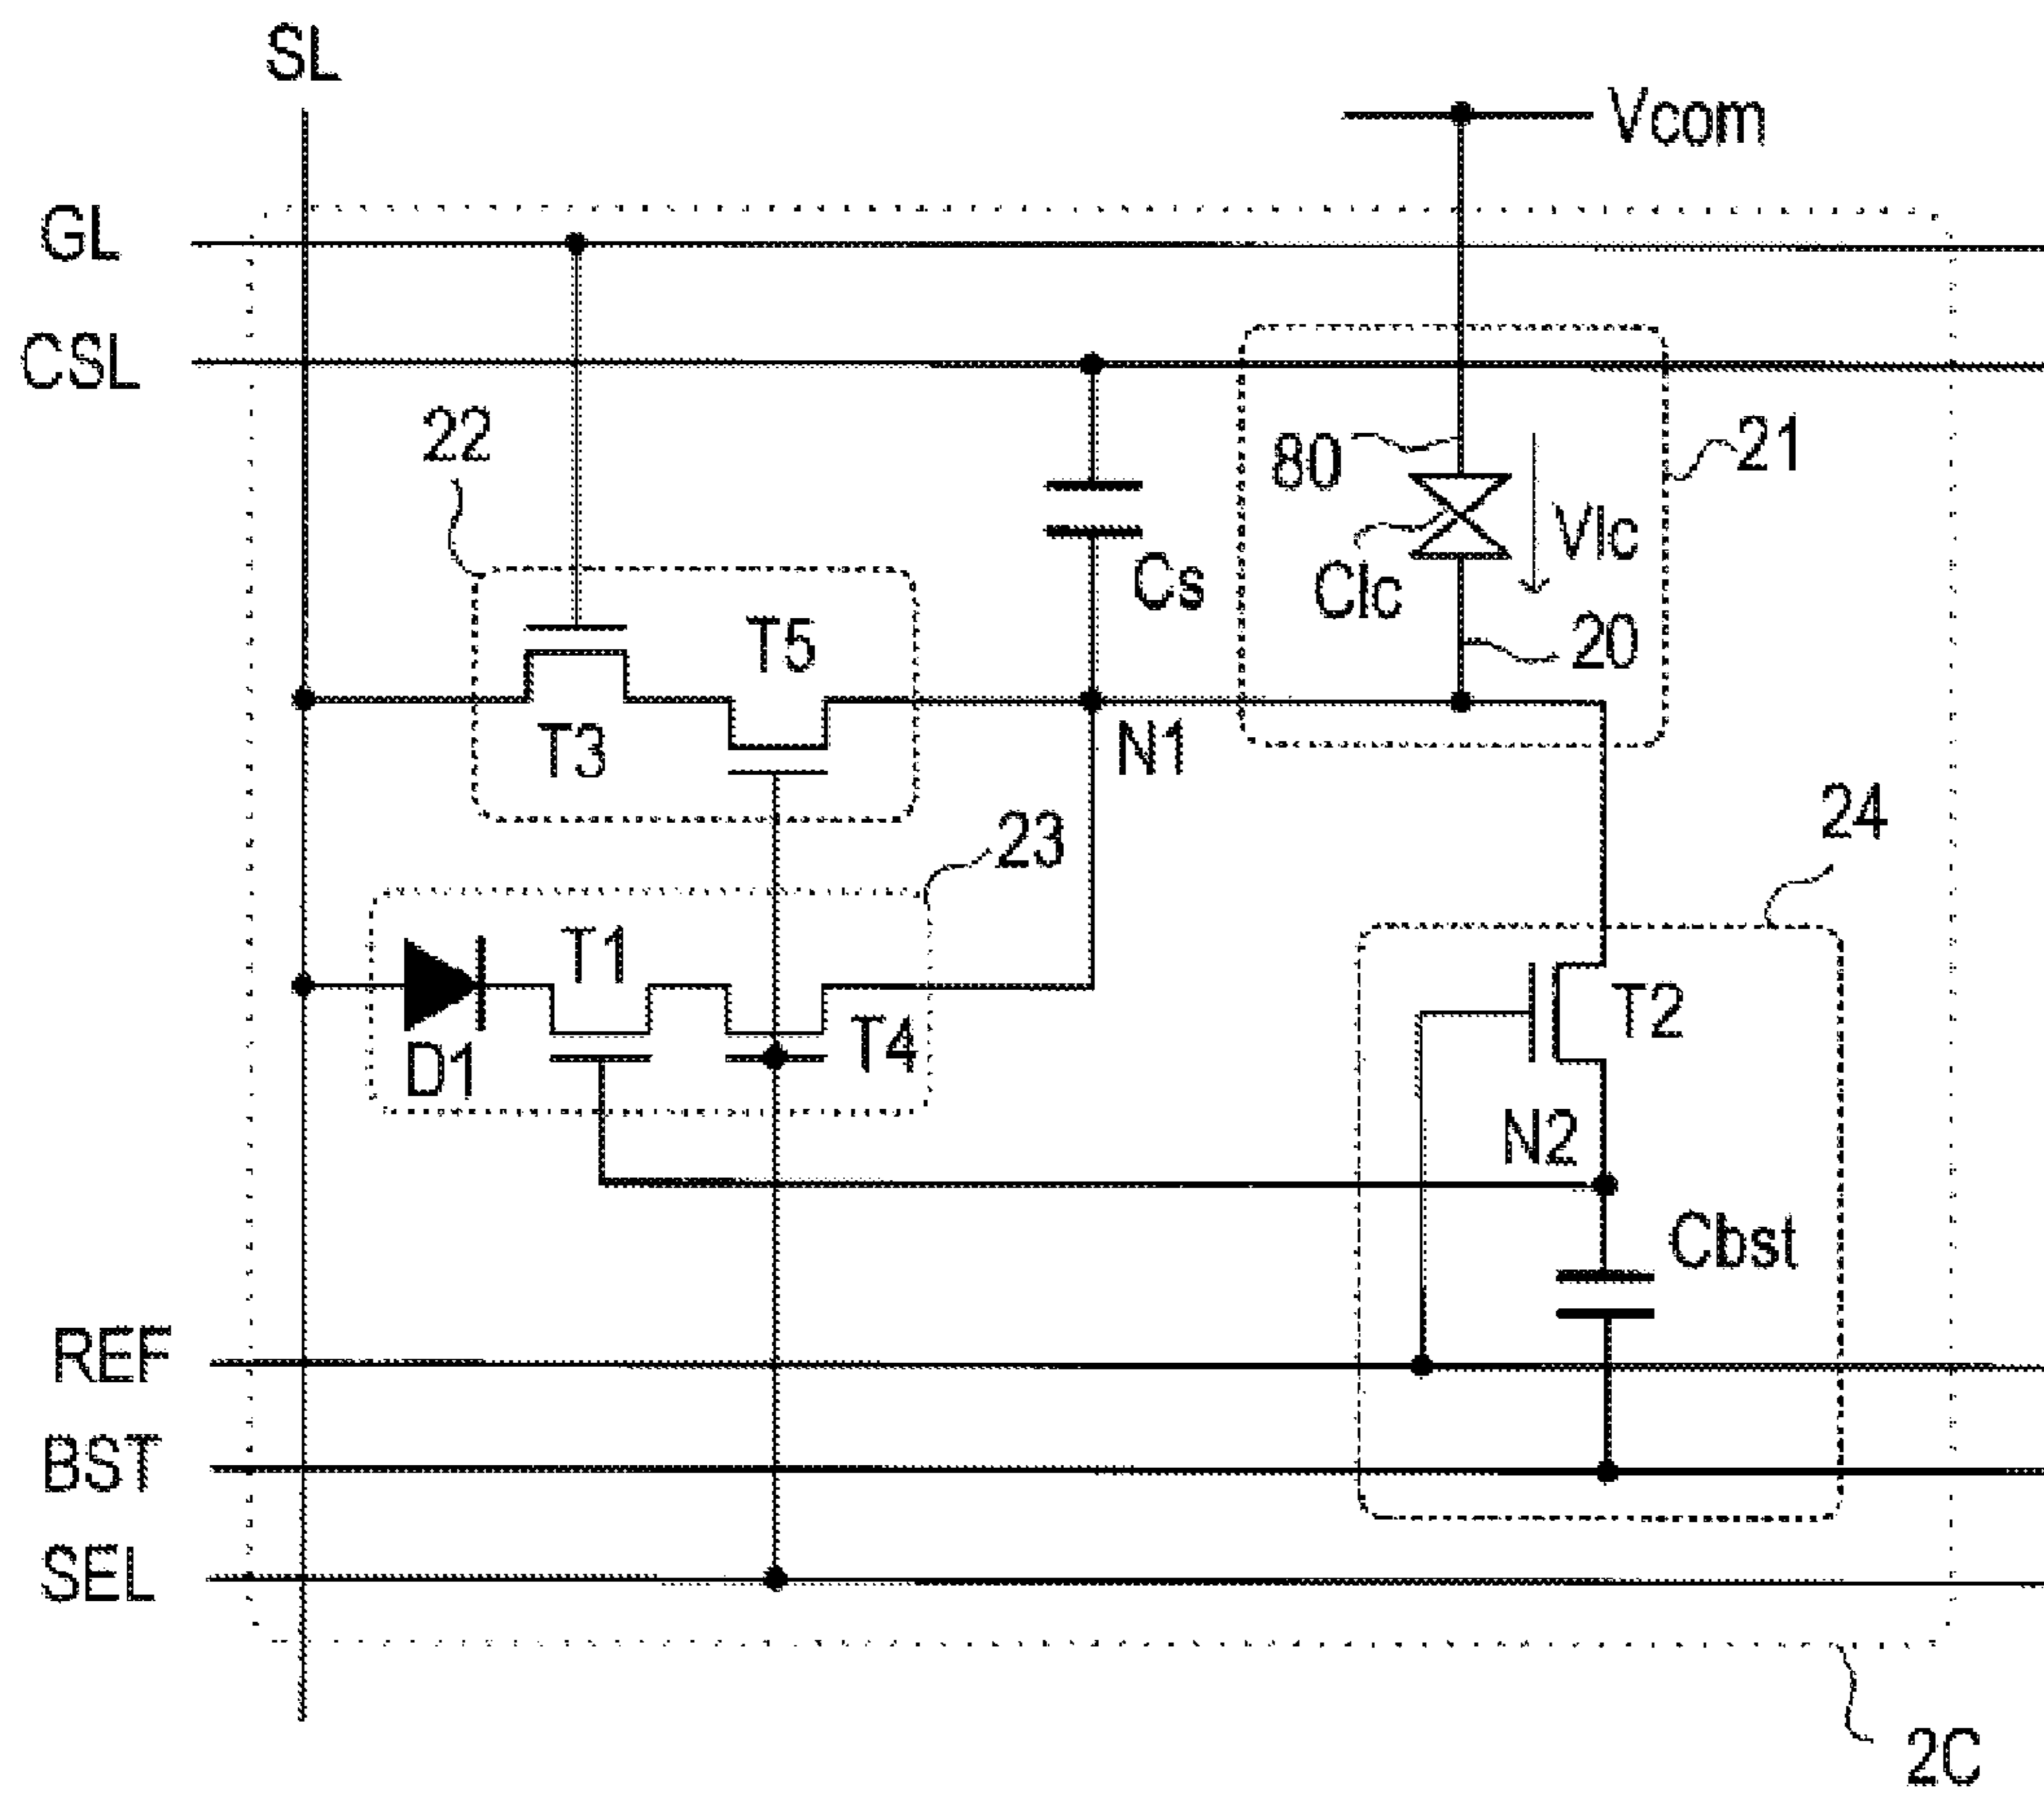 SL
Vcom
GL
CSL
22
80
21
Vlc
Clc
Cs
20
T5
T3
N1
24
23
T1
T2
D1
T4
N2
Cbst
REF
BST
SEL
2C